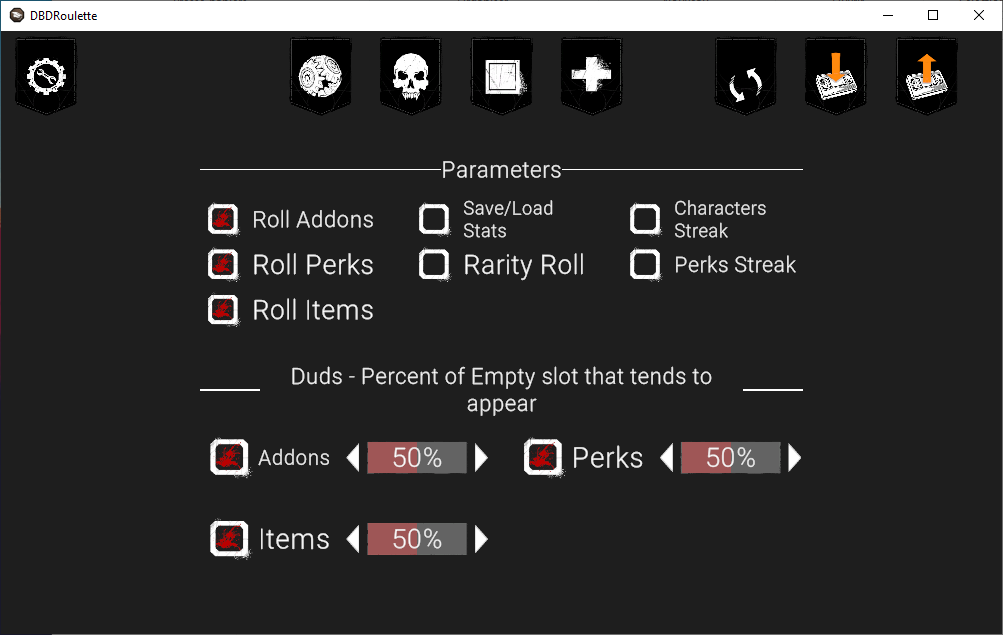 DBDRoulette
Parameters
Roll Addons
Save/Load
Stats
Characters
Streak
Roll Perks
Rarity Roll
Perks Streak
Roll Items
Duds - Percent of Empty slot that tends to
appear
Addons 50% Perks 50%
Items 50%